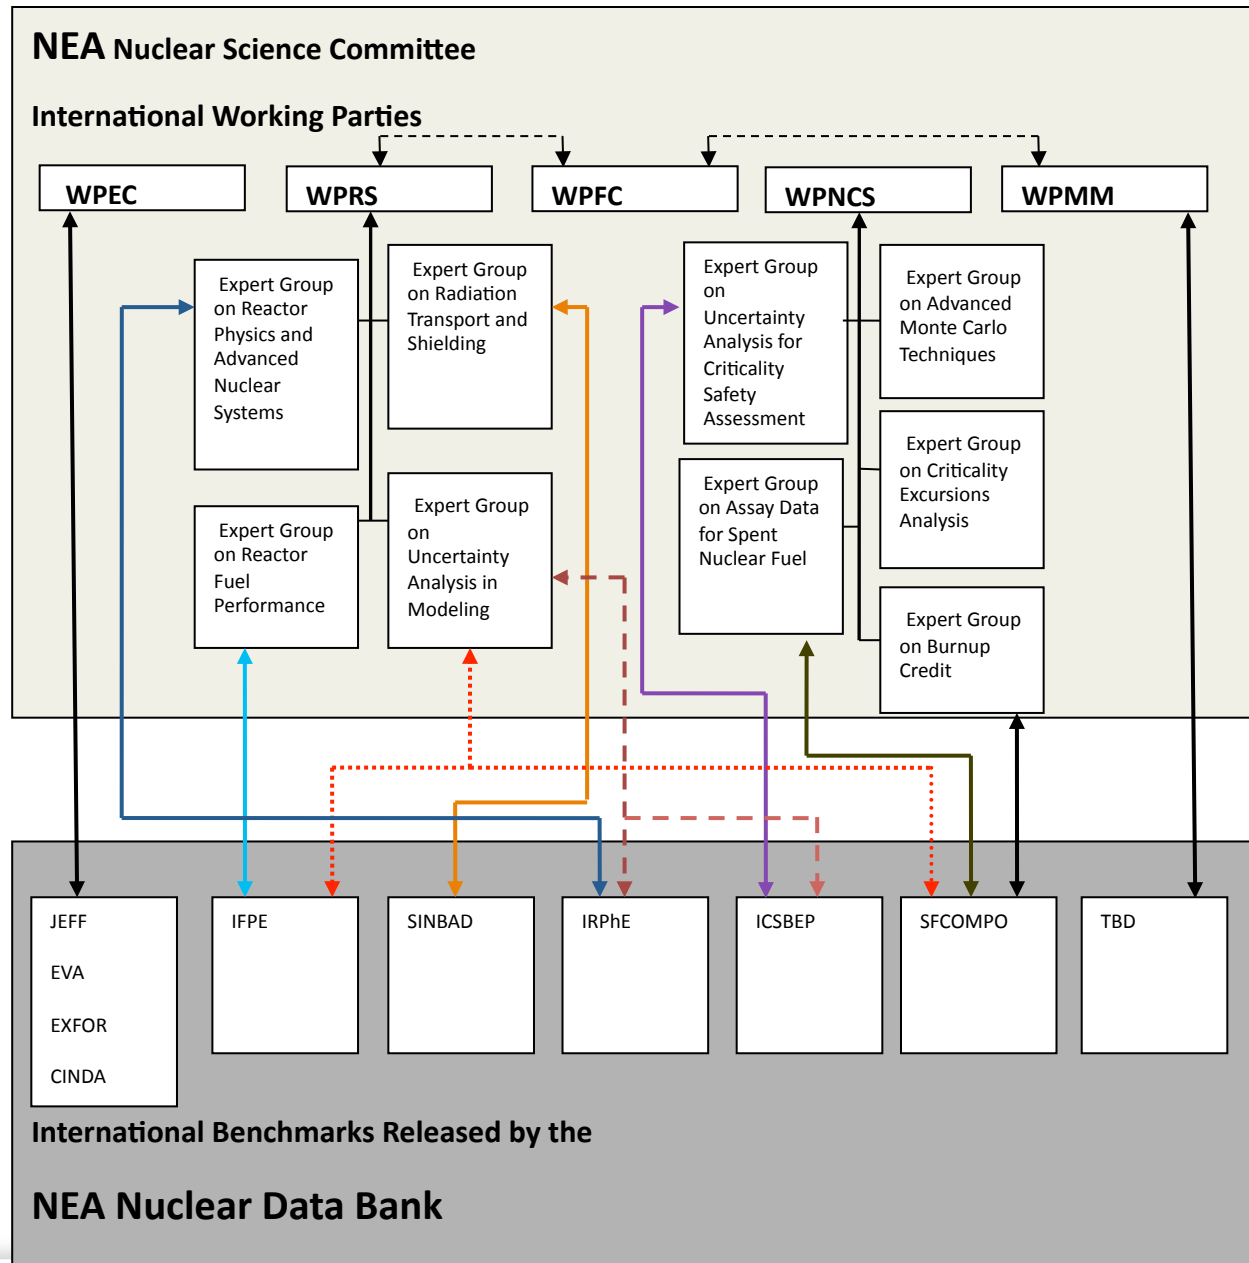 NEA Nuclear Science Committee
International Working Parties
WPEC
WPRS
WPFC
WPNCS
WPMM
Expert Group
on Reactor
Physics and
Advanced
Nuclear
Systems
Expert Group
on Radiation
Transport and
Shielding
Expert Group
on
Uncertainty
Analysis for
Criticality
Safety
Assessment
Expert Group
on Advanced
Monte Carlo
Techniques
Expert Group
on Reactor
Fuel
Performance
Expert Group
on
Uncertainty
Analysis in
Modeling
Expert Group
on Assay Data
for Spent
Nuclear Fuel
Expert Group
on Criticality
Excursions
Analysis
Expert Group
on Burnup
Credit
JEFF
EVA
EXFOR
CINDA
IFPE
SINBAD
IRPhE
ICSBEP
SFCOMPO
TBD
International Benchmarks Released by the
NEA Nuclear Data Bank